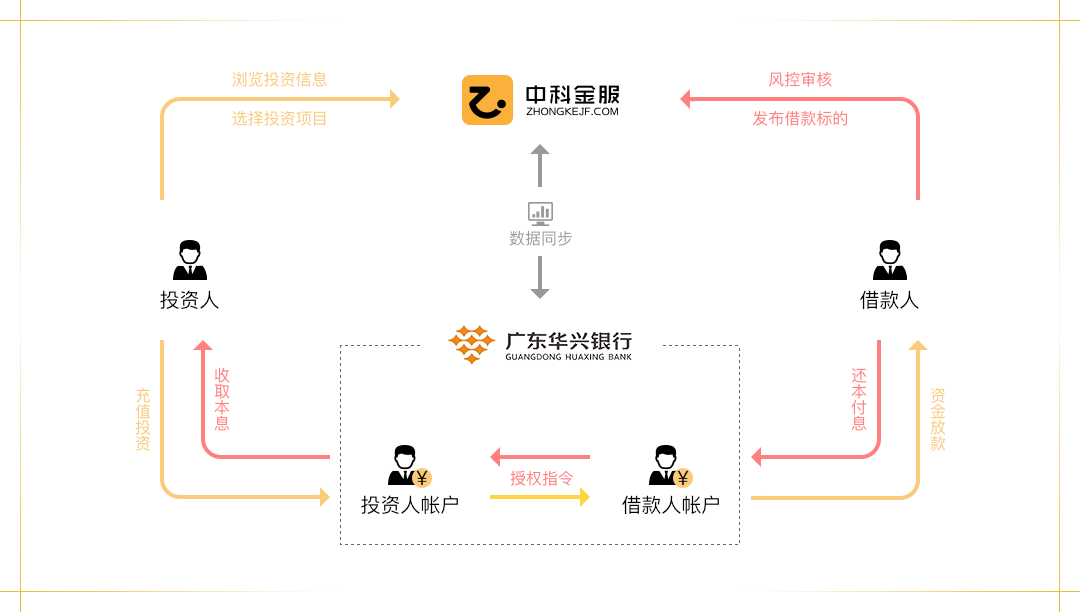 浏览投资信息
选择投资项目
中科金服
ZHONGKEJF.COM
风控审核
发布借款标的
数据同步
投资人
借款人
广东华兴银行
GUANGDONG HUAXING BANK
充值投资
收取本息
还本付息
资金放款
¥
¥
授权指令
投资人帐户
借款人帐户